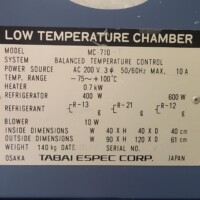 LOW TEMPERATURE CHAMBER
MODEL MC-710
SYSTEM BALANCED TEMPERATURE CONTROL
POWER SOURCE AC 200 V. 3φ 50/60Hz MAX. 10 A
TEMP. RANGE -75~+100°C
HEATER 0.7kW
REFRIGERATOR 400 W 600 W
REFRIGERANT R-13 R-21 R-12
g g g
BLOWER 10 W
INSIDE DIMENSIONS W 40 X H 40 X D 40 cm
OUTSIDE DIMENSIONS W 90 X H 120 X D 61 cm
WEIGHT 140 kg DATE SERIAL NO.
OSAKA TABAI ESPEC CORP. JAPAN